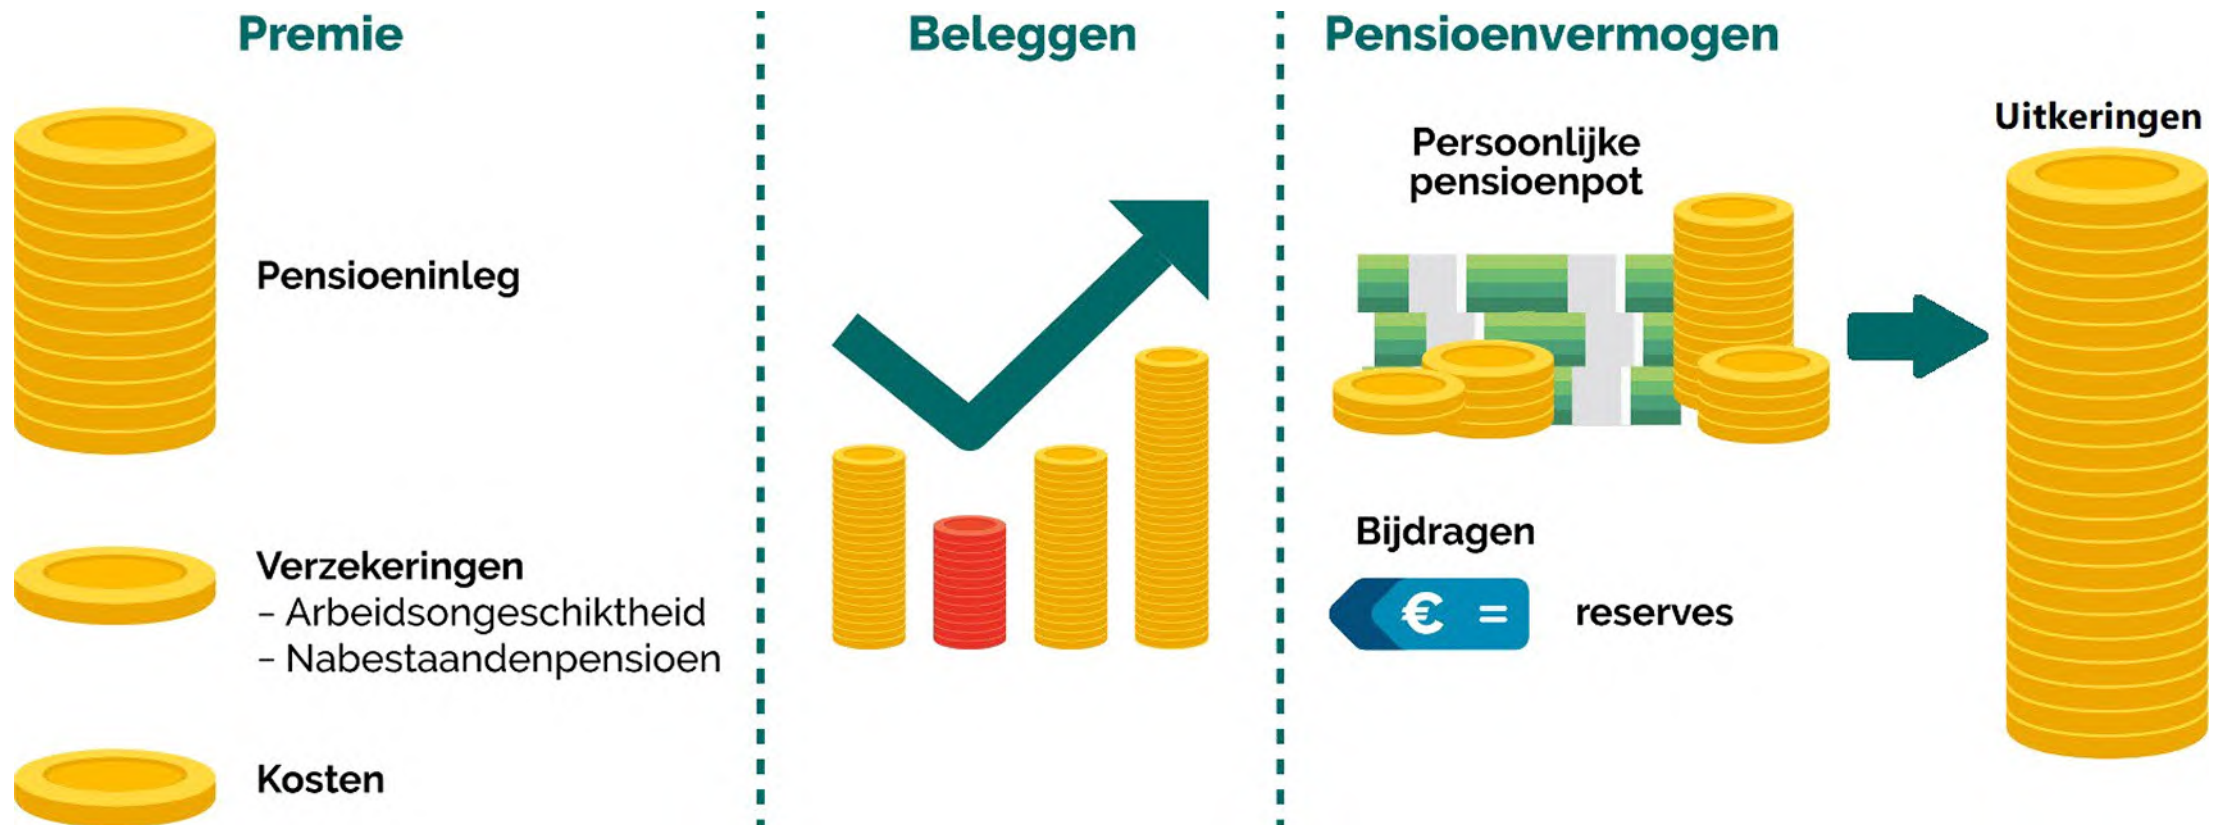 Premie
Pensioeninleg
Verzekeringen
– Arbeidsongeschiktheid
– Nabestaandenpensioen
Kosten
Beleggen
Pensioenvermogen
Persoonlijke
pensioenpot
Bijdragen
€ =
reserves
Uitkeringen